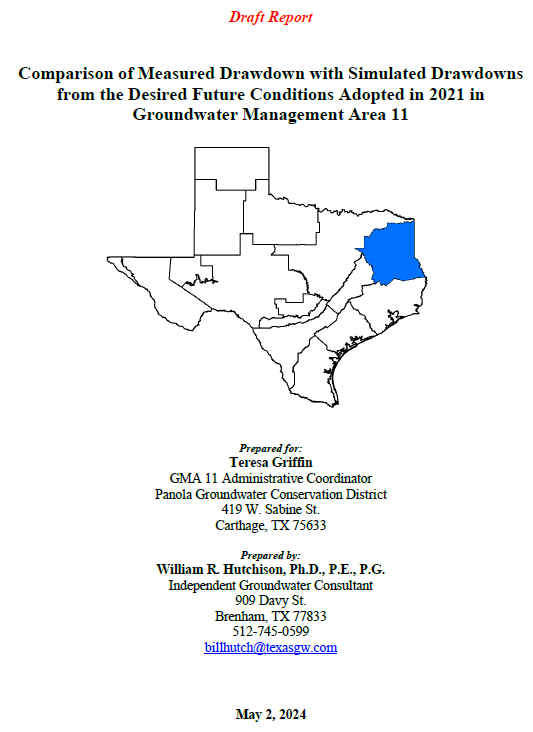 Draft Report
Comparison of Measured Drawdown with Simulated Drawdowns
from the Desired Future Conditions Adopted in 2021 in
Groundwater Management Area 11
Prepared for:
Teresa Griffin
GMA 11 Administrative Coordinator
Panola Groundwater Conservation District
419 W. Sabine St.
Carthage, TX 75633
Prepared by:
William R. Hutchison, Ph.D., P.E., P.G.
Independent Groundwater Consultant
909 Davy St.
Brenham, TX 77833
512-745-0599
billhutch@texasgw.com
May 2, 2024